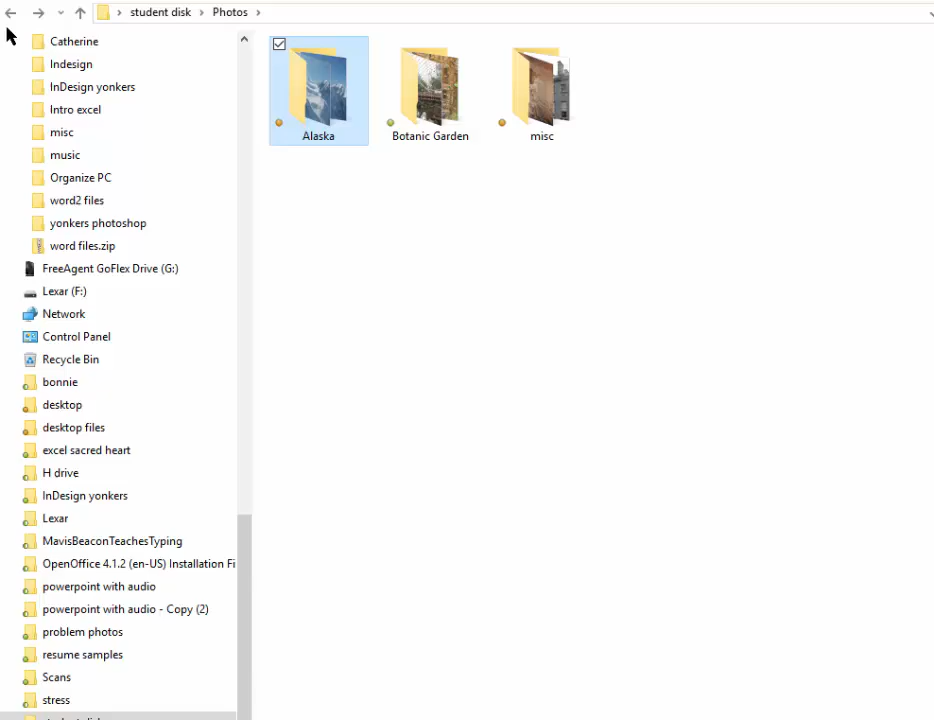 student disk > Photos >
Catherine
Indesign
InDesign yonkers
Intro excel
misc
music
Organize PC
word2 files
yonkers photoshop
word files.zip
FreeAgent GoFlex Drive (G:)
Lexar (F:)
Network
Control Panel
Recycle Bin
bonnie
desktop
desktop files
excel sacred heart
H drive
InDesign yonkers
Lexar
MavisBeaconTeachesTyping
OpenOffice 4.1.2 (en-US) Installation Fi
powerpoint with audio
powerpoint with audio - Copy (2)
problem photos
resume samples
Scans
stress
Alaska
Botanic Garden
misc